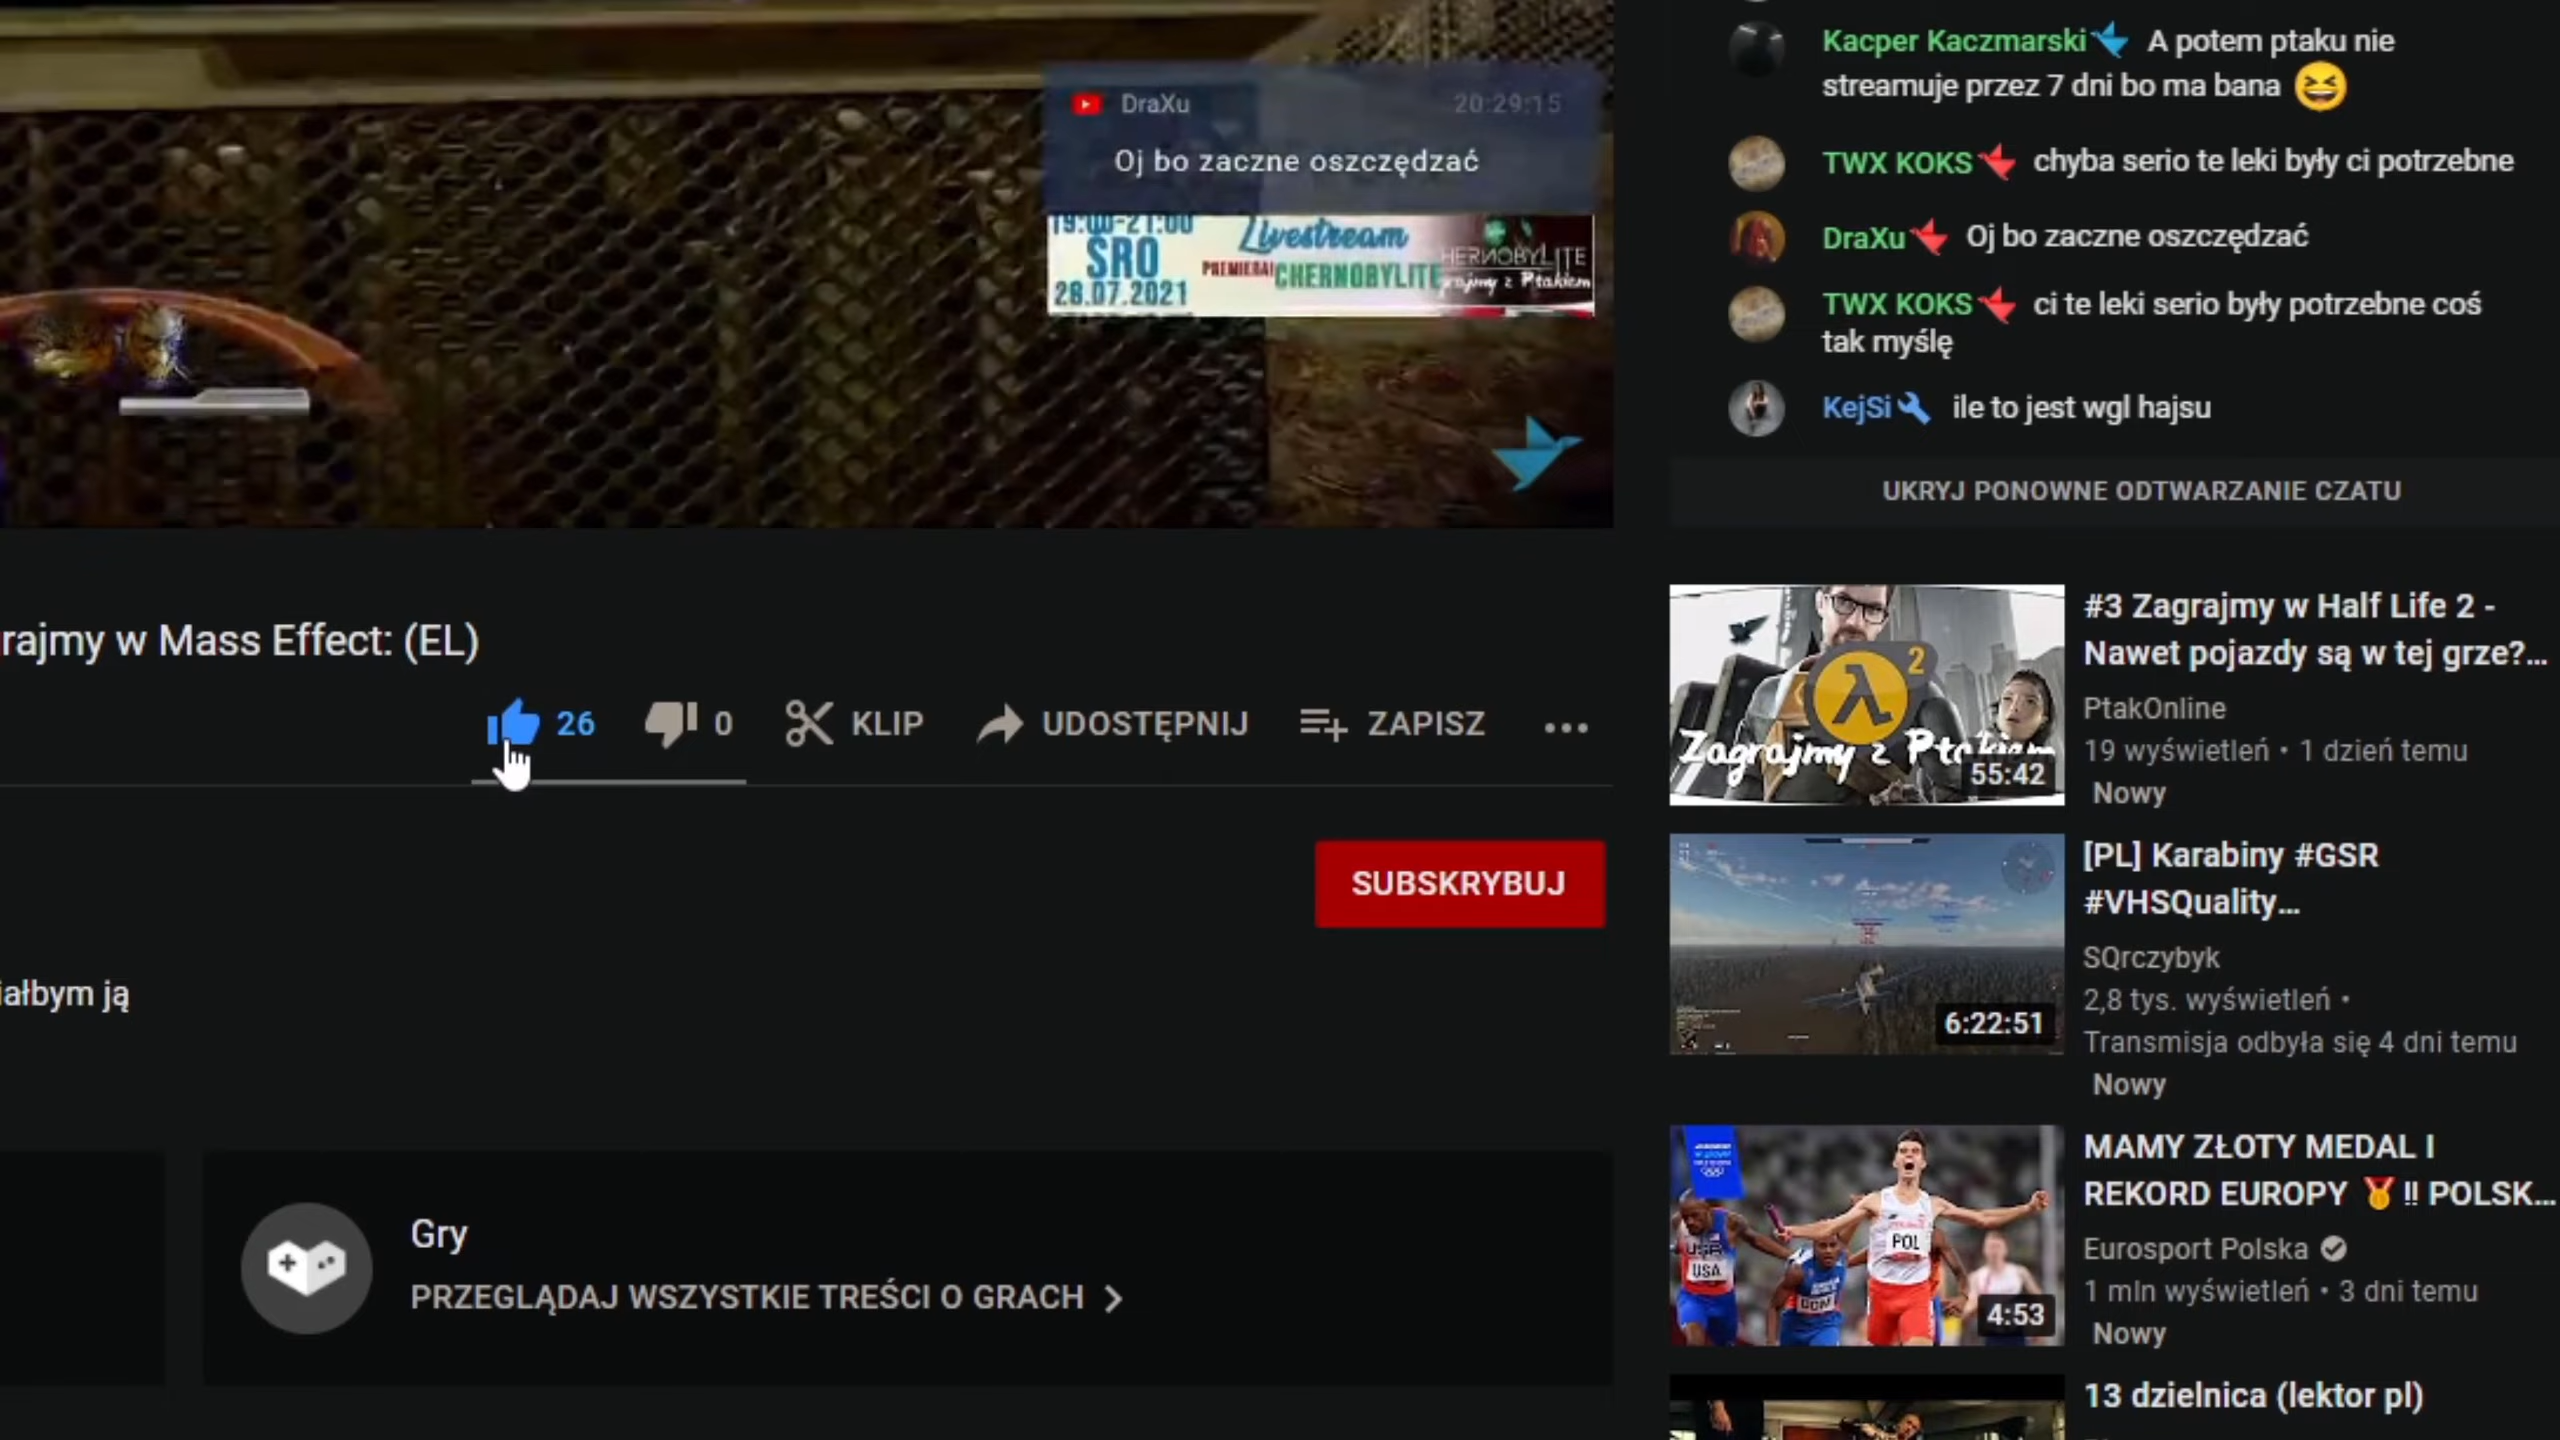 DraXu 20:29:15
Oj bo zaczne oszczędzać
19:00-21:00
ŚRO
28.07.2021
Livestream
PREMIERA! CHERNOBYLITE
Kacper Kaczmarski A potem ptaku nie
streamuje przez 7 dni bo ma bana
TWX KOKS chyba serio te leki były ci potrzebne
DraXu Oj bo zaczne oszczędzać
TWX KOKS ci te leki serio były potrzebne coś
tak myślę
KejSi ile to jest wgl hajsu
UKRYJ PONOWNE ODTWARZANIE CZATU
rajmy w Mass Effect: (EL)
26 0 KLIP UDOSTĘPNIJ ZAPISZ
SUBSKRYBUJ
iałbym ją
Gry
PRZEGLĄDAJ WSZYSTKIE TREŚCI O GRACH
2
Zagrajmy z Ptakiem
55:42
#3 Zagrajmy w Half Life 2 -
Nawet pojazdy są w tej grze?...
PtakOnline
19 wyświetleń • 1 dzień temu
Nowy
6:22:51
[PL] Karabiny #GSR
#VHSQuality...
SQrczybyk
2,8 tys. wyświetleń •
Transmisja odbyła się 4 dni temu
Nowy
USA
POL
4:53
MAMY ZŁOTY MEDAL I
REKORD EUROPY 🏅 ‼ POLSK...
Eurosport Polska
1 mln wyświetleń • 3 dni temu
Nowy
13 dzielnica (lektor pl)